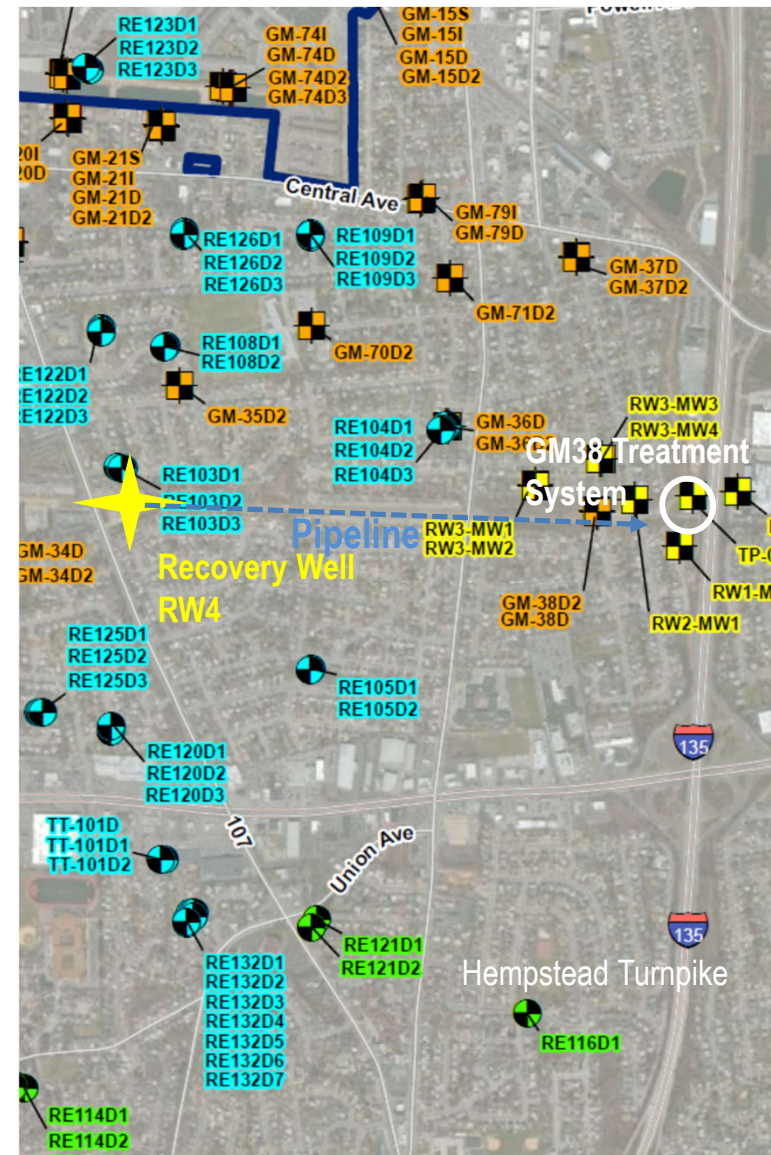 GM-15S
GM-15I
GM-15D
GM-15D2
RE123D1
RE123D2
RE123D3
GM-74I
GM-74D
GM-74D2
GM-74D3
GM-21S
GM-21I
GM-21D
GM-21D2
Central Ave
GM-79I
GM-79D
RE126D1
RE126D2
RE126D3
RE109D1
RE109D2
RE109D3
GM-37D
GM-37D2
GM-71D2
GM-70D2
RE108D1
RE108D2
RE122D1
RE122D2
RE122D3
GM-35D2
RW3-MW3
RW3-MW4
RE104D1
RE104D2
RE104D3
GM-36D
GM-36D2
GM38 Treatment
System
RE103D1
RE103D2
RE103D3
Pipeline
RW3-MW1
RW3-MW2
GM-34D
GM-34D2
Recovery Well
RW4
GM-38D2
GM-38D
RW2-MW1
RE125D1
RE125D2
RE125D3
RE105D1
RE105D2
RE120D1
RE120D2
RE120D3
135
107
Union Ave
TT-101D
TT-101D1
TT-101D2
RE121D1
RE121D2
135
Hempstead Turnpike
RE132D1
RE132D2
RE132D3
RE132D4
RE132D5
RE132D6
RE132D7
RE116D1
RE114D1
RE114D2